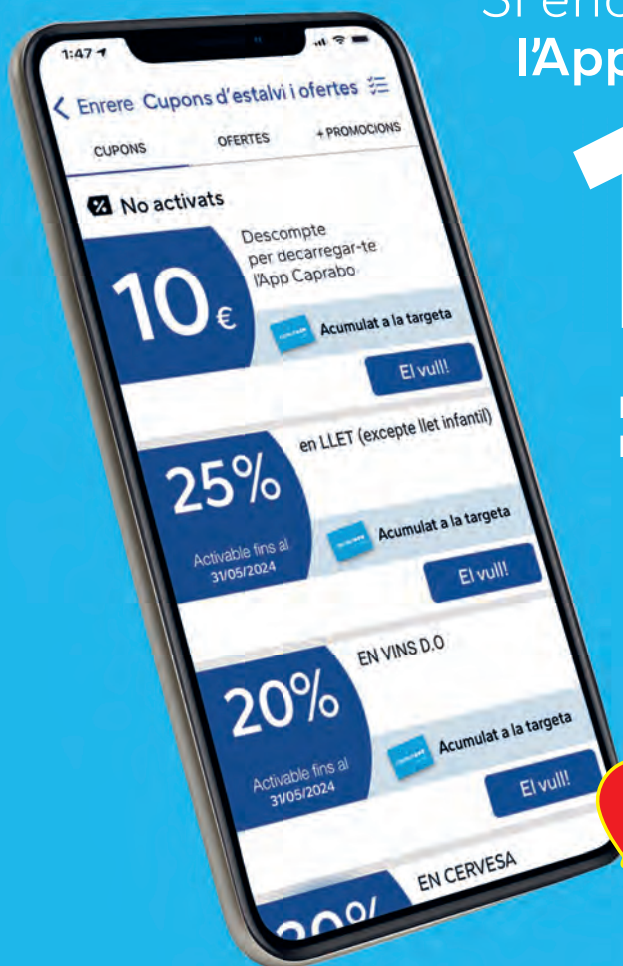 l'App
1:47
Enrere Cupons d'estalvi i ofertes
CUPONS OFERTES + PROMOCIONS
No activats
10€
Descompte
per decarregar-te
l'App Caprabo
Acumulat a la targeta
El vull!
25%
en LLET (excepte llet infantil)
Activable fins al
31/05/2024
Acumulat a la targeta
El vull!
20%
EN VINS D.O
Activable fins al
31/05/2024
Acumulat a la targeta
El vull!
EN CERVESA